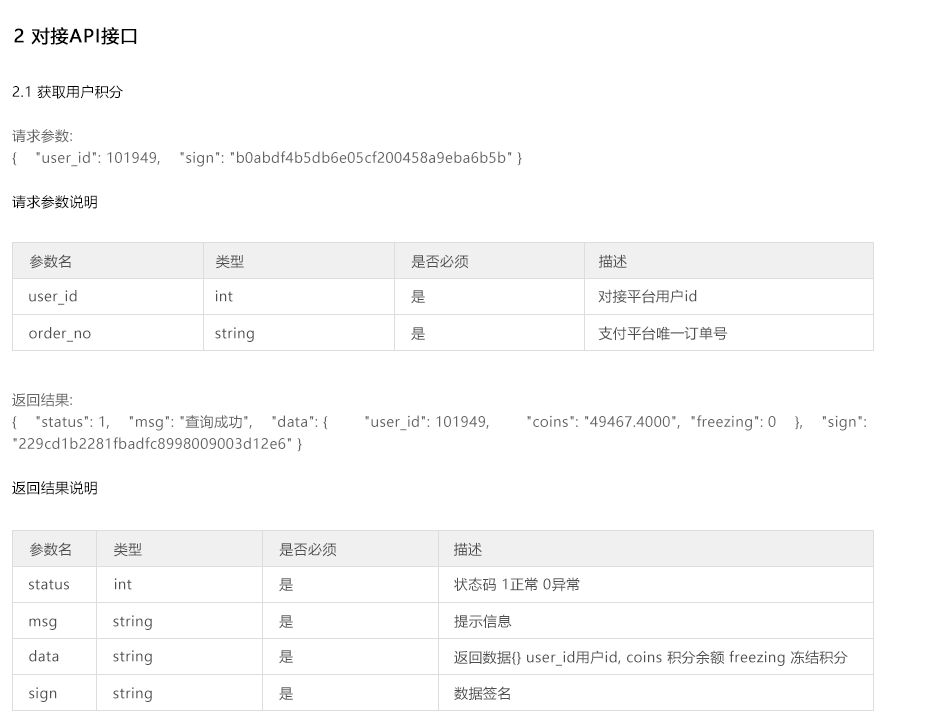 2 对接API接口
2.1 获取用户积分
请求参数:
{ "user_id": 101949, "sign": "b0abdf4b5db6e05cf200458a9eba6b5b" }
请求参数说明
参数名 类型 是否必须 描述
user_id int 是 对接平台用户id
order_no string 是 支付平台唯一订单号
返回结果:
{ "status": 1, "msg": "查询成功", "data": { "user_id": 101949, "coins": "49467.4000", "freezing": 0 }, "sign":
"229cd1b2281fbadfc8998009003d12e6" }
返回结果说明
参数名 类型 是否必须 描述
status int 是 状态码 1正常 0异常
msg string 是 提示信息
data string 是 返回数据{} user_id用户id, coins 积分余额 freezing 冻结积分
sign string 是 数据签名